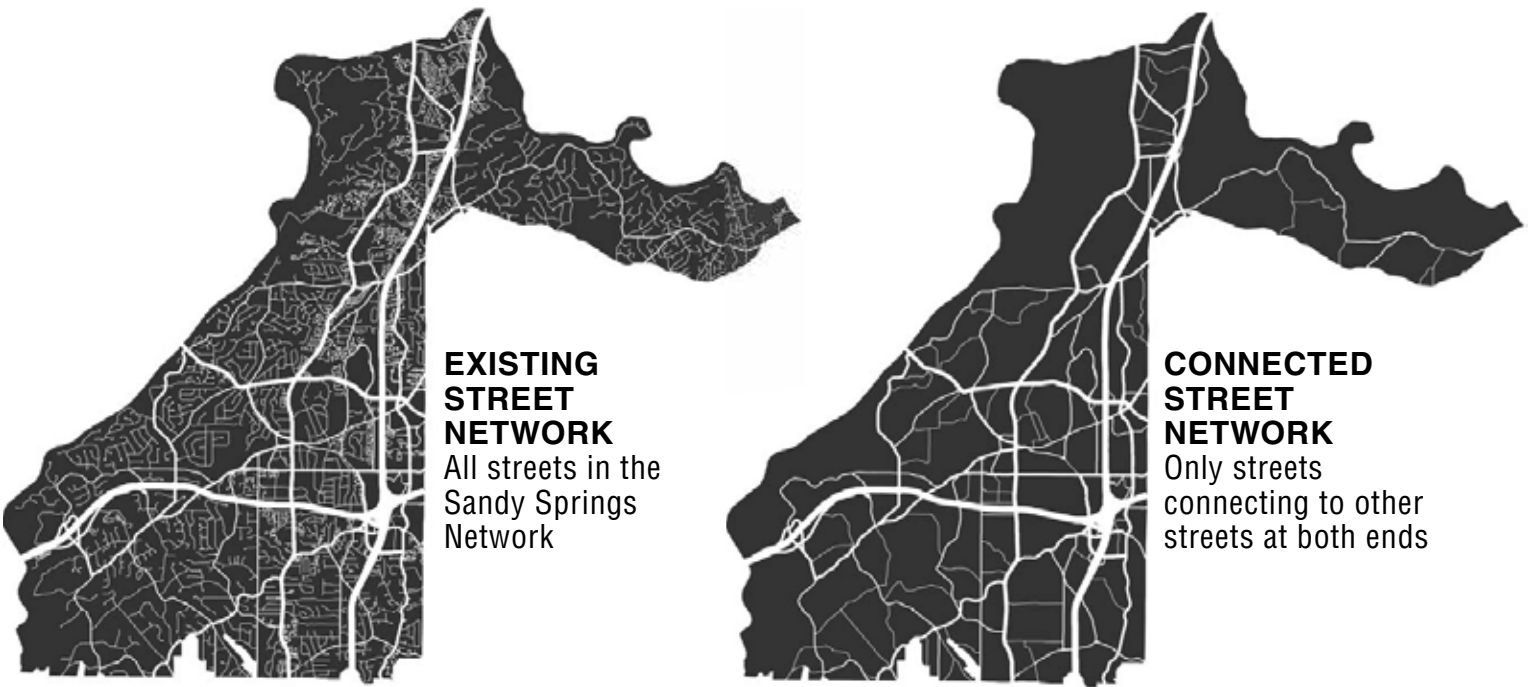 EXISTING
STREET
NETWORK
All streets in the
Sandy Springs
Network
CONNECTED
STREET
NETWORK
Only streets
connecting to other
streets at both ends